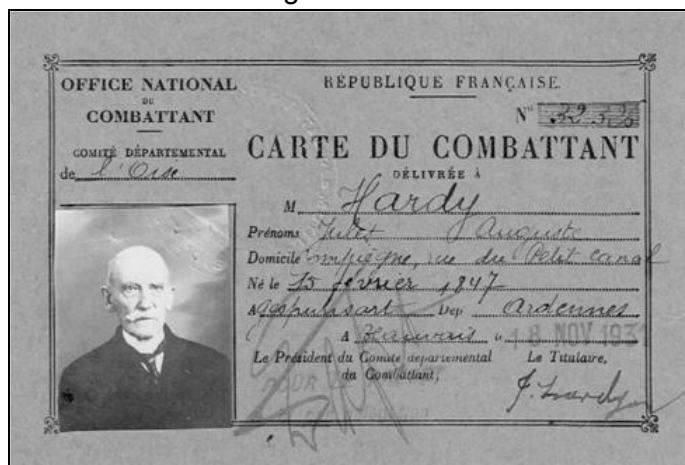 OFFICE NATIONAL
DU
COMBATTANT
COMITÉ DÉPARTEMENTAL
de l'Oise
RÉPUBLIQUE FRANÇAISE.
N°
CARTE DU COMBATTANT
DÉLIVRÉE À
M Hardy
Prénoms Jules Auguste
Domicile Compiègne, rue du Petit Canal
Né le 15 février 1847
A Dep Ardennes
A Beauvais le 18 NOV 1931
Le Président du Comité départemental
du Combattant,
Le Titulaire,
J. Hardy